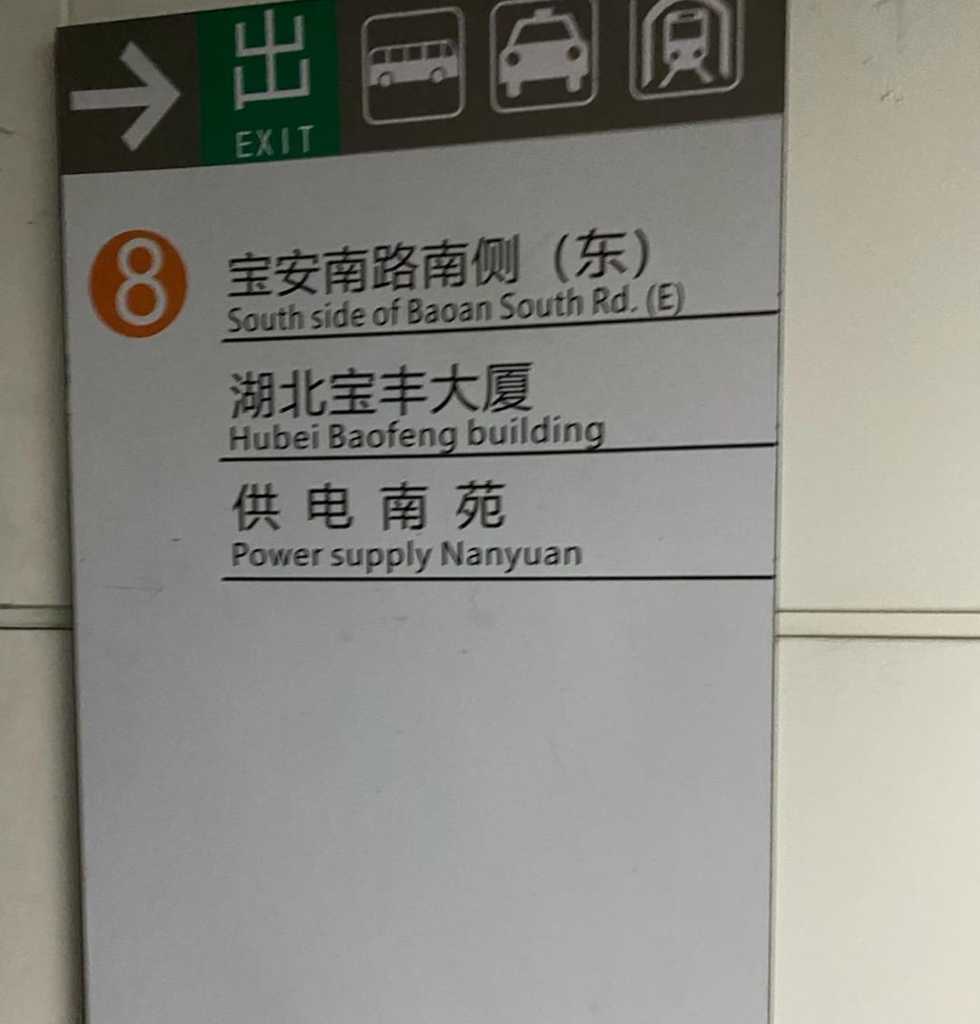 出
EXIT
8
宝安南路南侧（东）
South side of Baoan South Rd. (E)
湖北宝丰大厦
Hubei Baofeng building
供电南苑
Power supply Nanyuan